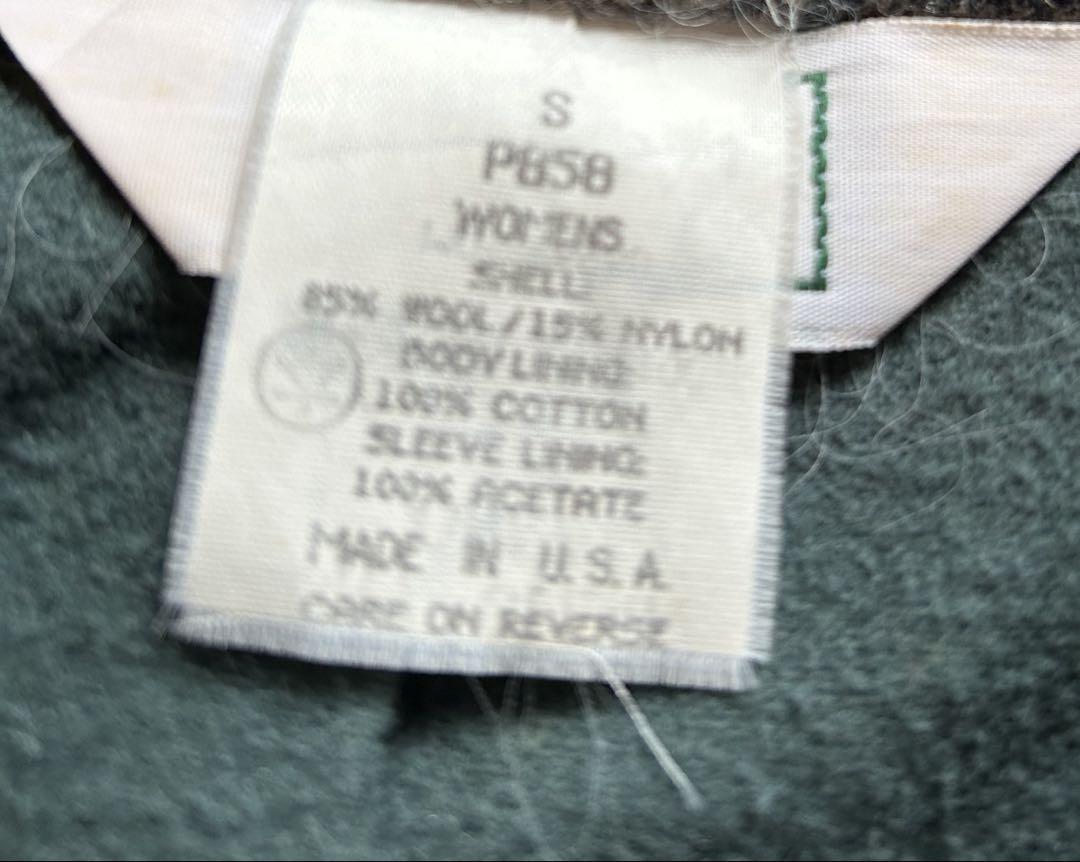 S
P858
WOMENS
SHELL:
85% WOOL/15% NYLON
BODY LINING:
100% COTTON
SLEEVE LINING:
100% ACETATE
MADE IN U.S.A.
CARE ON REVERSE